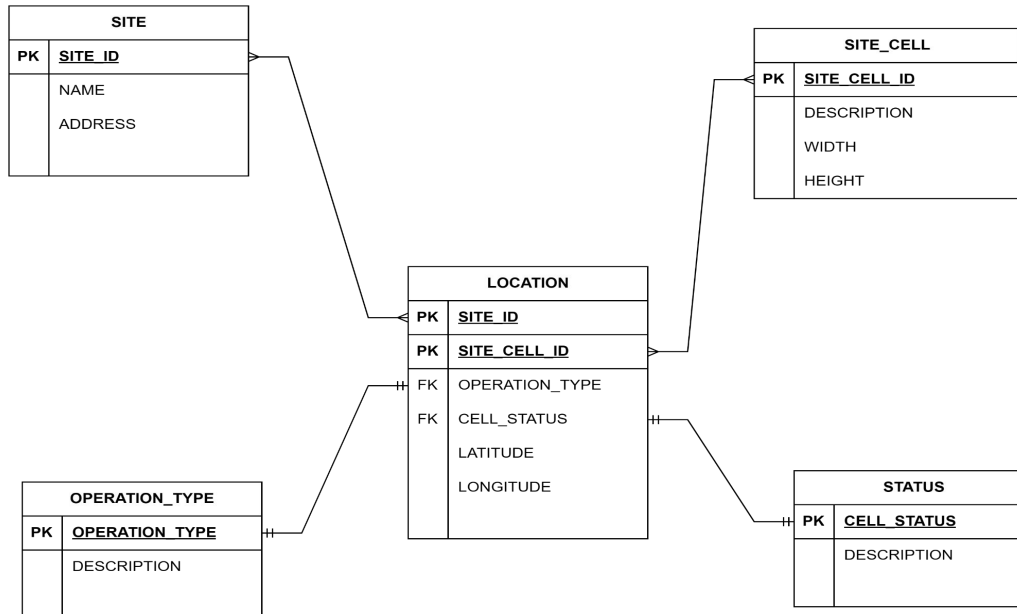 SITE
PK SITE_ID
NAME
ADDRESS
SITE_CELL
PK SITE_CELL_ID
DESCRIPTION
WIDTH
HEIGHT
LOCATION
PK SITE_ID
PK SITE_CELL_ID
FK OPERATION_TYPE
FK CELL_STATUS
LATITUDE
LONGITUDE
OPERATION_TYPE
PK OPERATION_TYPE
DESCRIPTION
STATUS
PK CELL_STATUS
DESCRIPTION